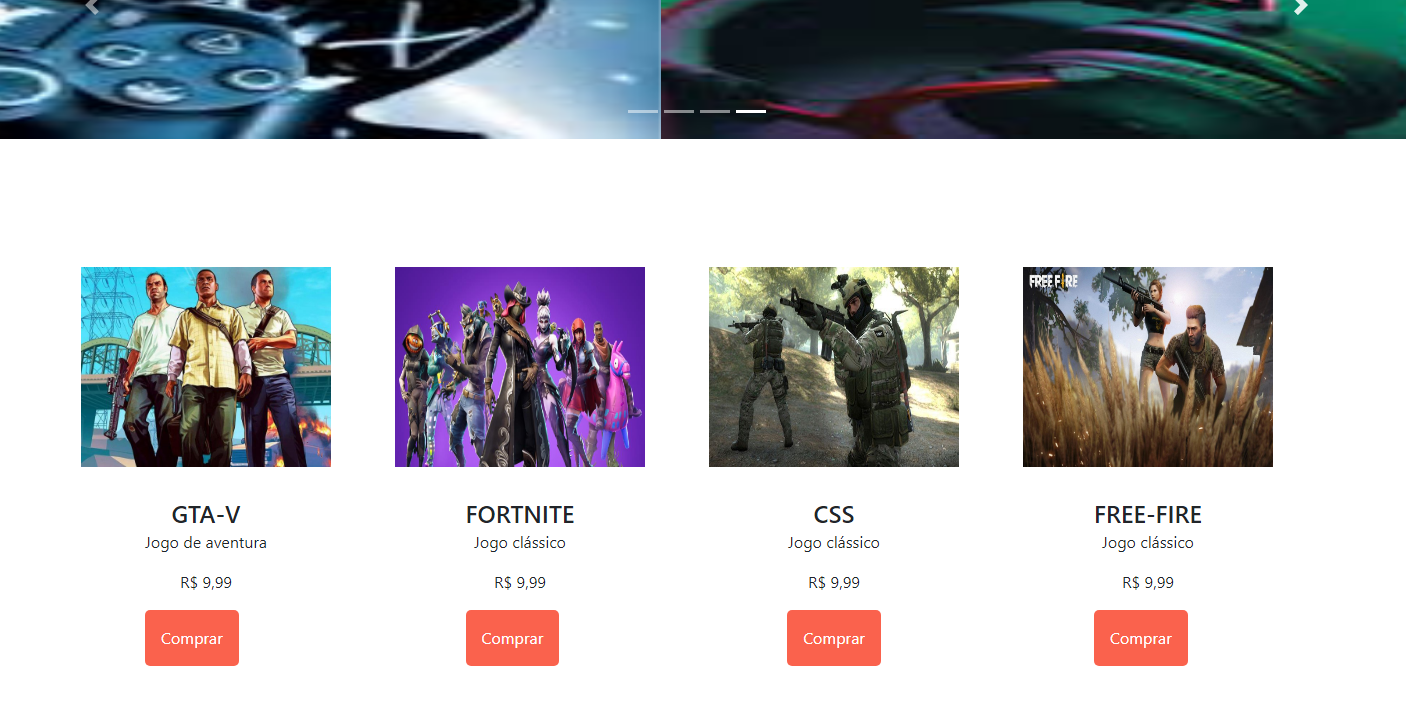 FREE FIRE
GTA-V
FORTNITE
CSS
FREE-FIRE
Jogo de aventura
Jogo clássico
Jogo clássico
Jogo clássico
R$ 9,99
R$ 9,99
R$ 9,99
R$ 9,99
Comprar
Comprar
Comprar
Comprar